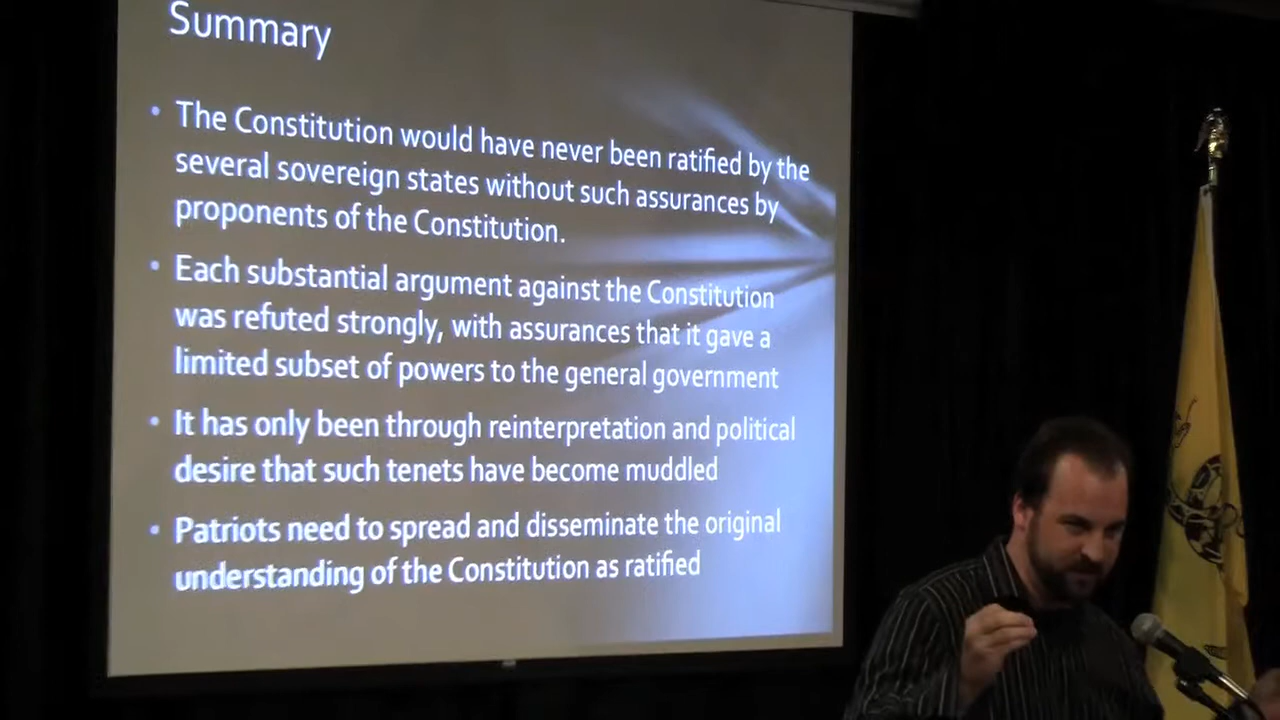 Summary
• The Constitution would have never been ratified by the
several sovereign states without such assurances by
proponents of the Constitution.
• Each substantial argument against the Constitution
was refuted strongly, with assurances that it gave a
limited subset of powers to the general government
• It has only been through reinterpretation and political
desire that such tenets have become muddled
• Patriots need to spread and disseminate the original
understanding of the Constitution as ratified